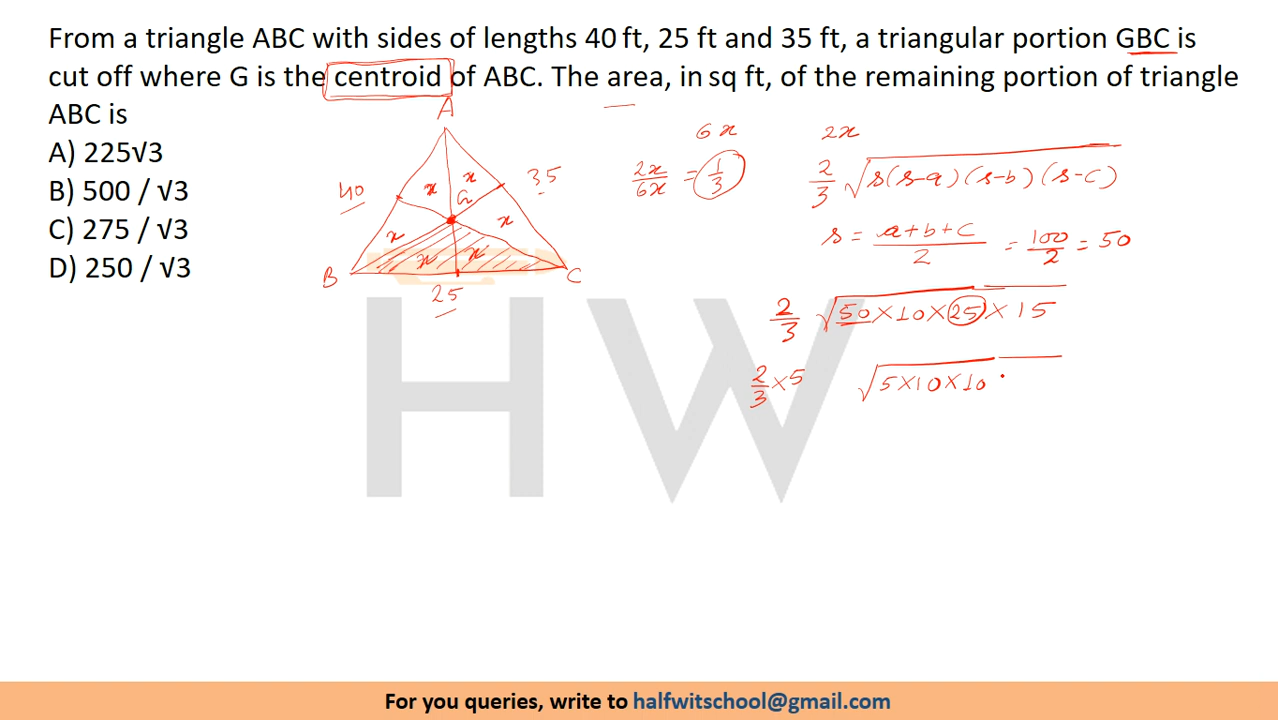 From a triangle ABC with sides of lengths 40 ft, 25 ft and 35 ft, a triangular portion GBC is
cut off where G is the centroid of ABC. The area, in sq ft, of the remaining portion of triangle
ABC is
A) 225√3
B) 500 / √3
C) 275 / √3
D) 250 / √3
A
6x
2x
2x/6x = 1/3
2/3 √s(s-a)(s-b)(s-c)
40
x
x
35
G
x
x
x
x
B
C
25
s = a+b+c/2 = 100/2 = 50
2/3 √50×10×25×15
2/3 ×5 √5×10×10
HW
For you queries, write to halfwitschool@gmail.com